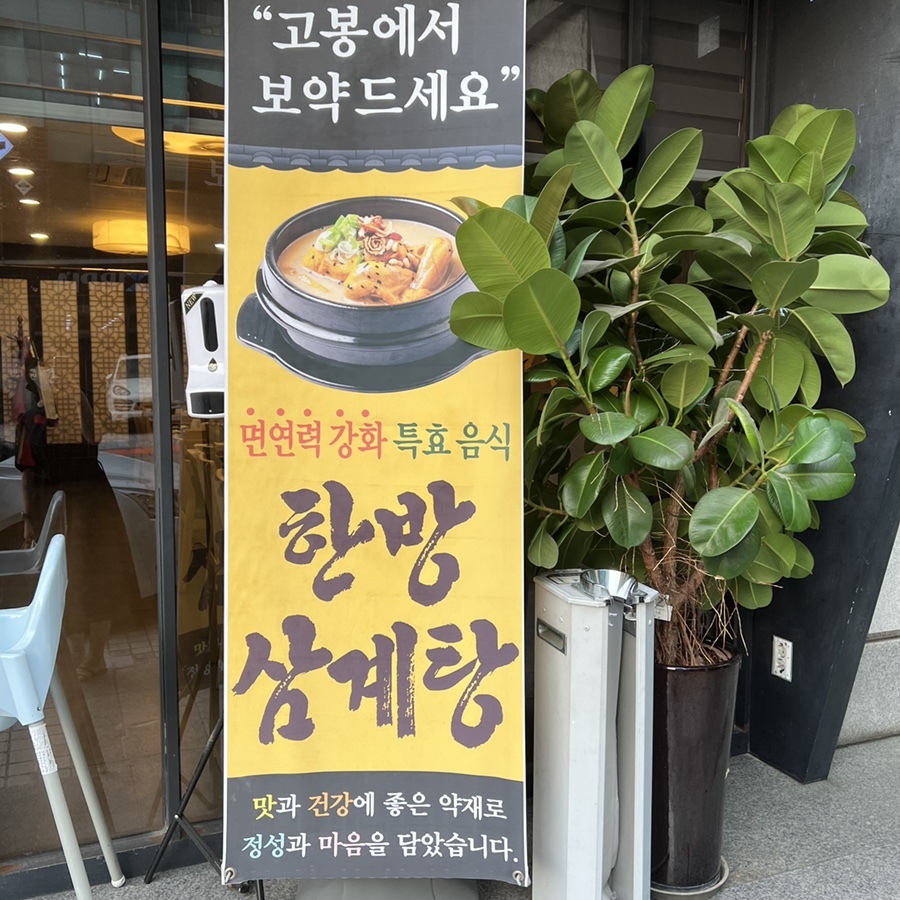 “고봉에서
보약드세요”
면연력 강화 특효 음식
한방
삼계탕
맛과 건강에 좋은 약재로
정성과 마음을 담았습니다.
NEW